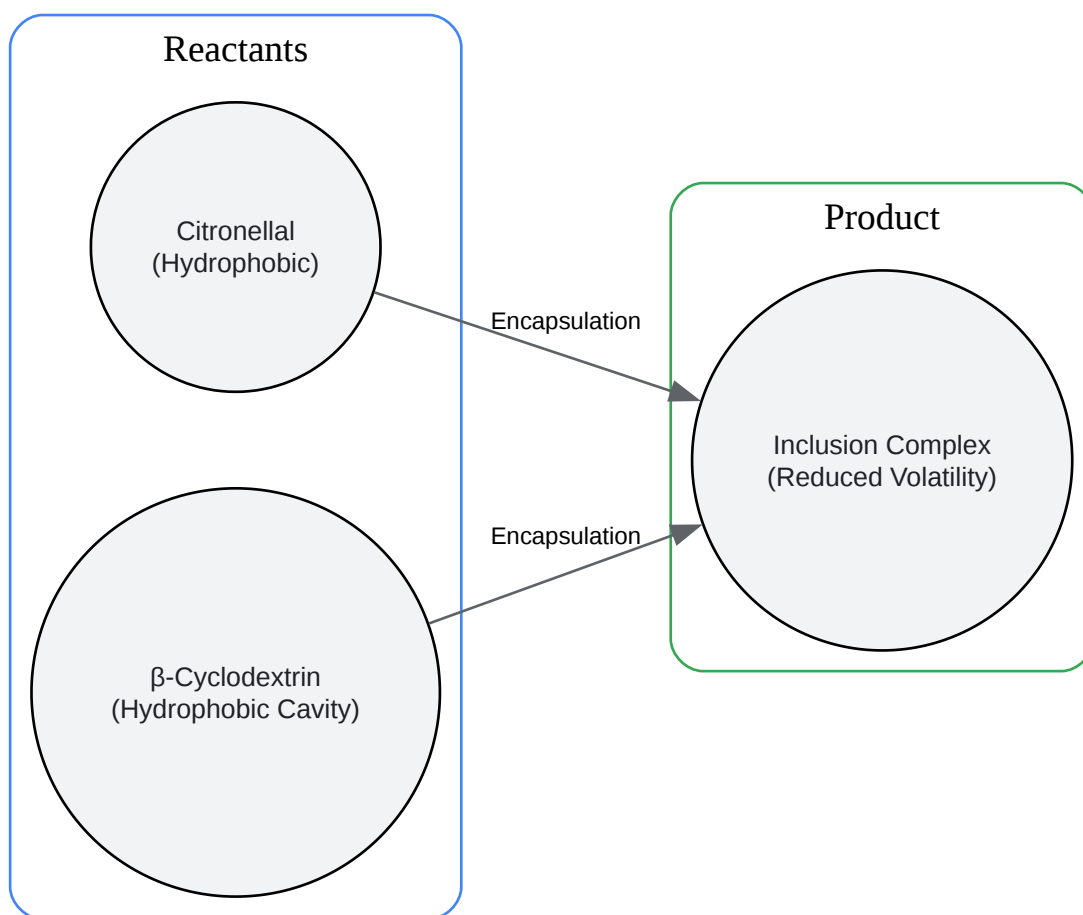 Reactants
Citronellal
(Hydrophobic)
Encapsulation
β-Cyclodextrin
(Hydrophobic Cavity)
Encapsulation
Product
Inclusion Complex
(Reduced Volatility)